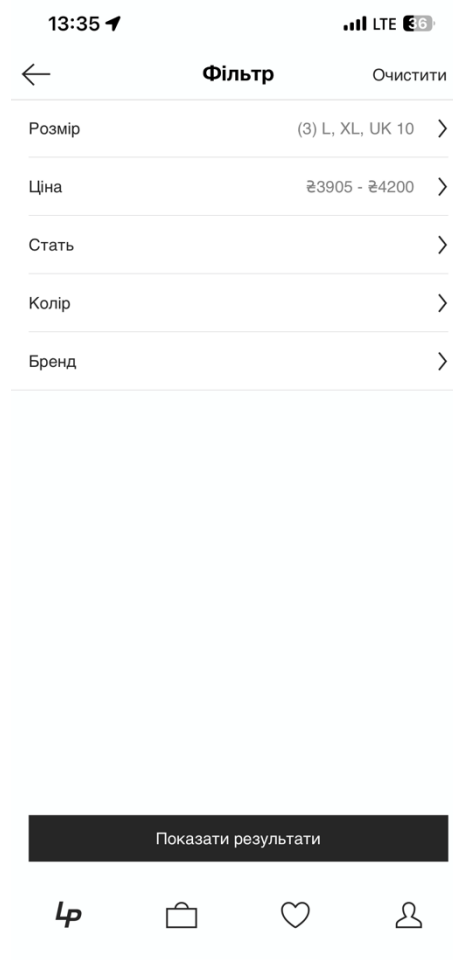 13:35 LTE 36
Фільтр Очистити
Розмір (3) L, XL, UK 10
Ціна ₴3905 - ₴4200
Стать
Колір
Бренд
Показати результати
LP